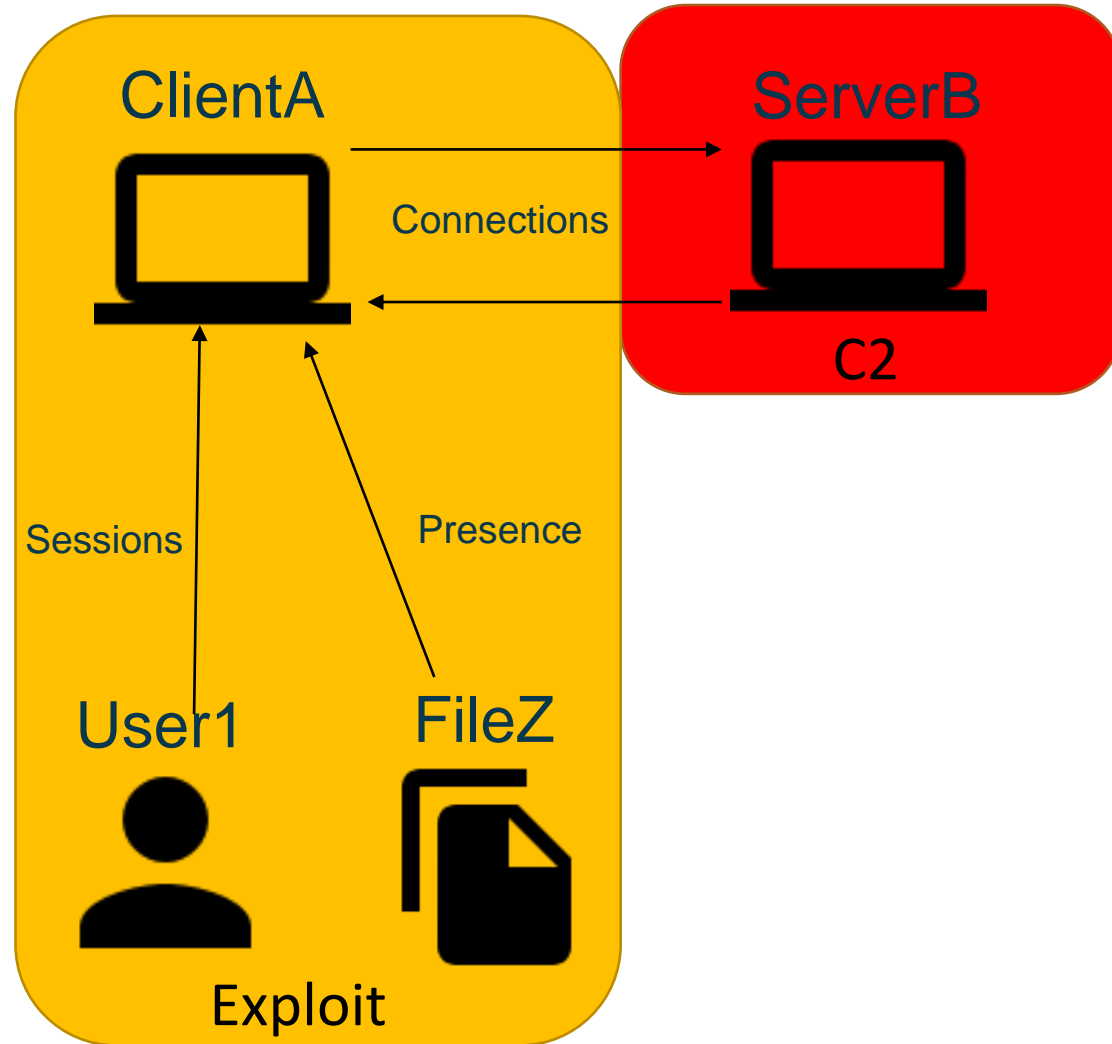 ClientA
ServerB
Connections
C2
Sessions
Presence
User1
FileZ
Exploit